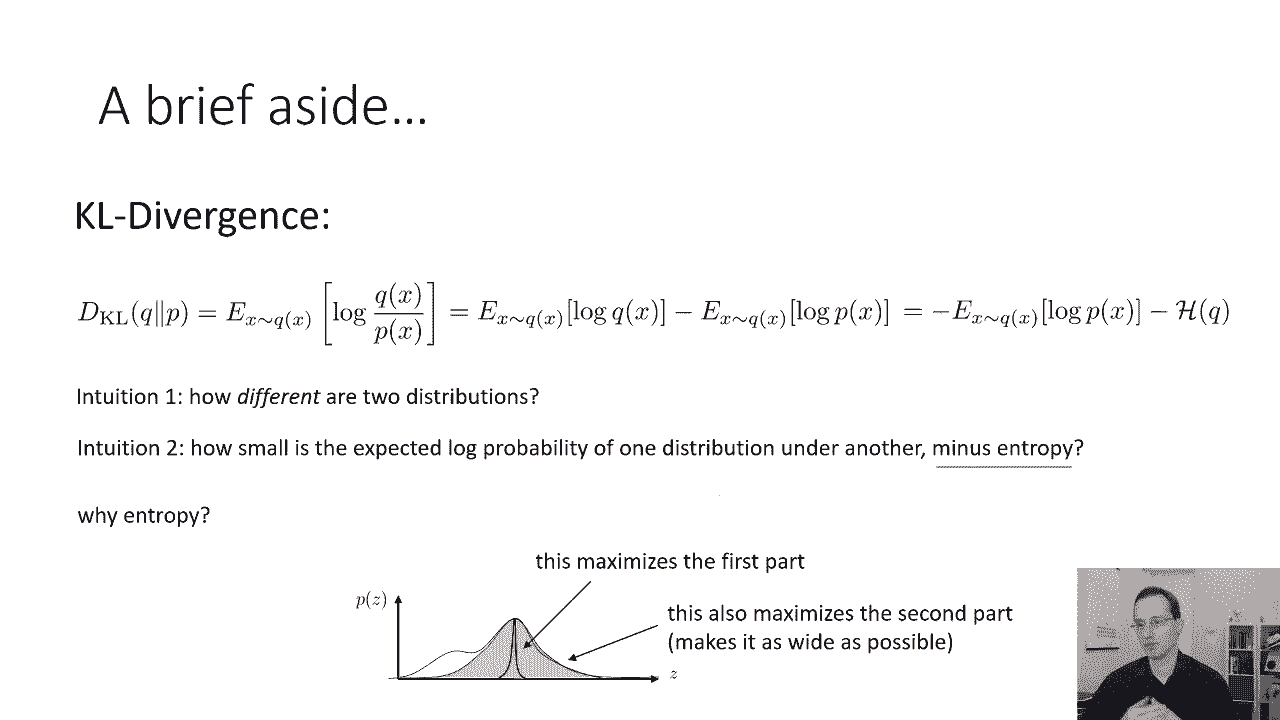 A brief aside…
KL-Divergence:
$D_{\mathrm{KL}}(q\|p) = E_{x\sim q(x)}\left[\log \frac{q(x)}{p(x)}\right] = E_{x\sim q(x)}[\log q(x)] - E_{x\sim q(x)}[\log p(x)] = -E_{x\sim q(x)}[\log p(x)] - \mathcal{H}(q)$
Intuition 1: how different are two distributions?
Intuition 2: how small is the expected log probability of one distribution under another, minus entropy?
why entropy?
this maximizes the first part
p(z)
this also maximizes the second part
(makes it as wide as possible)
z